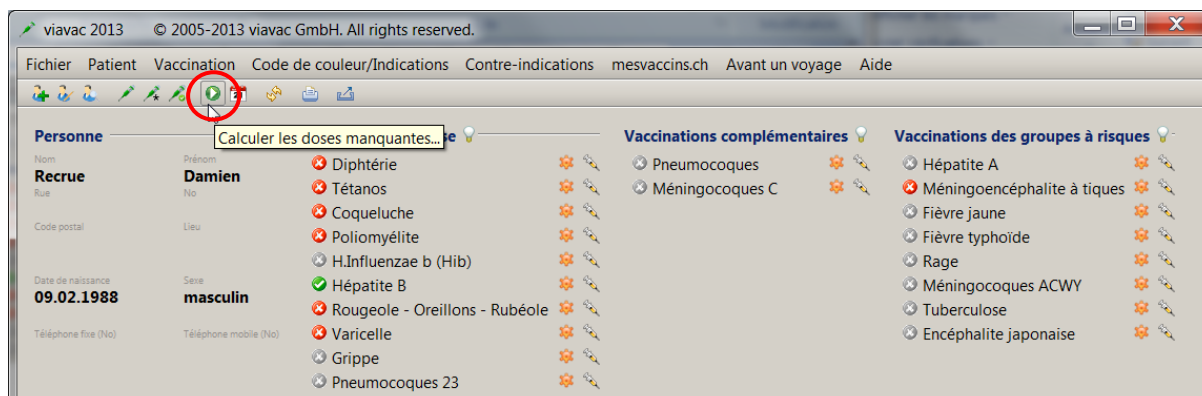 viavac 2013 © 2005-2013 viavac GmbH. All rights reserved.
Fichier Patient Vaccination Code de couleur/Indications Contre-indications mesvaccins.ch Avant un voyage Aide
Calculer les doses manquantes...
Personne
Nom Prénom
Recrue Damien
Rue No
Code postal Lieu
Date de naissance Sexe
09.02.1988 masculin
Téléphone fixe (No) Téléphone mobile (No)
se
Diphtérie
Tétanos
Coqueluche
Poliomyélite
H.Influenzae b (Hib)
Hépatite B
Rougeole - Oreillons - Rubéole
Varicelle
Grippe
Pneumocoques 23
Vaccinations complémentaires
Pneumocoques
Méningocoques C
Vaccinations des groupes à risques
Hépatite A
Méningoencéphalite à tiques
Fièvre jaune
Fièvre typhoïde
Rage
Méningocoques ACWY
Tuberculose
Encéphalite japonaise